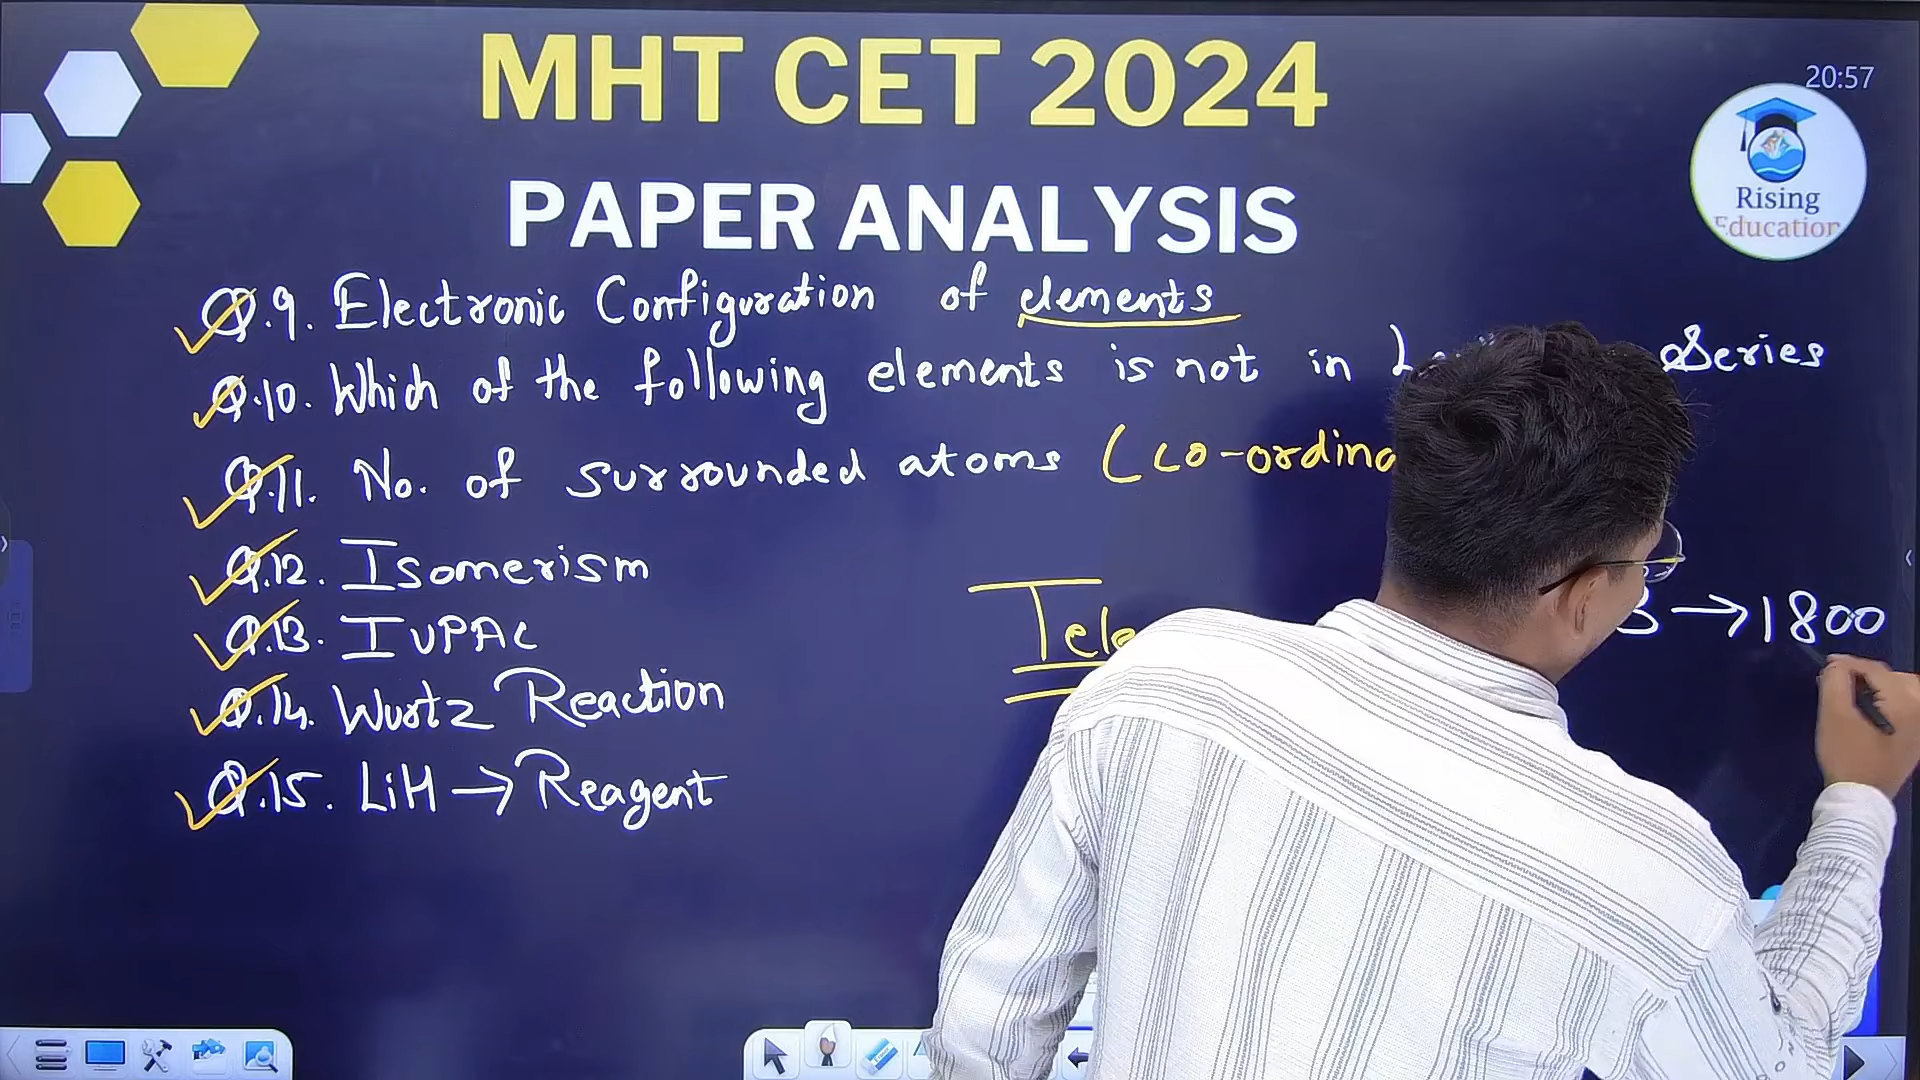 MHT CET 2024
20:57
PAPER ANALYSIS
Rising
Education
Q.9. Electronic Configuration of elements
Q.10. Which of the following elements is not in Series
Q.11. No. of surrounded atoms (co-ordina
Q.12. Isomerism
Q.13. IUPAC
Tele
3 → 1800
Q.14. Wurtz Reaction
Q.15. LiH → Reagent